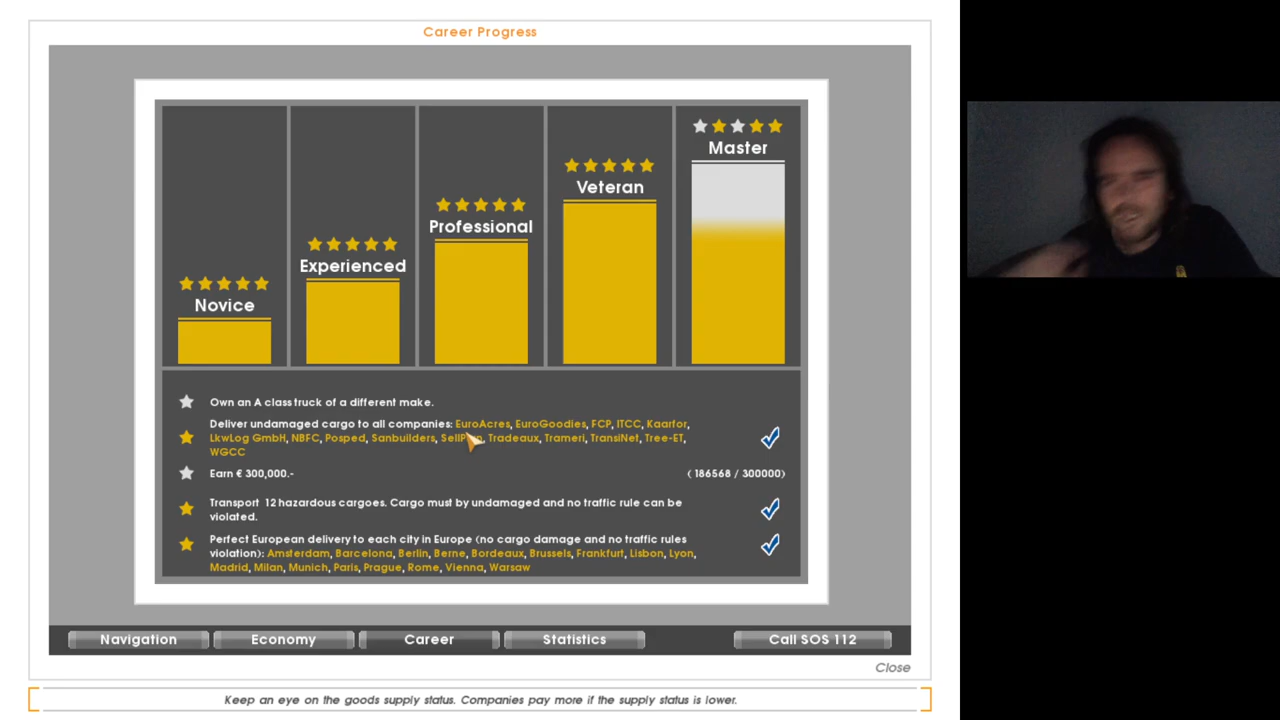 Career Progress
Master
Veteran
Professional
Experienced
Novice
Own an A class truck of a different make.
Deliver undamaged cargo to all companies: EuroAcres, EuroGoodies, FCP, ITCC, Kaarfor,
LkwLog GmbH, NBFC, Posped, Sanbuilders, Tradeaux, Trameri, TransiNet, Tree-ET,
WGCC
Earn € 300,000.- ( 186568 / 300000)
Transport 12 hazardous cargoes. Cargo must by undamaged and no traffic rule can be
violated.
Perfect European delivery to each city in Europe (no cargo damage and no traffic rules
violation): Amsterdam, Barcelona, Berlin, Berne, Bordeaux, Brussels, Frankfurt, Lisbon, Lyon,
Madrid, Milan, Munich, Paris, Prague, Rome, Vienna, Warsaw
Navigation Economy Career Statistics Call SOS 112
Close
Keep an eye on the goods supply status. Companies pay more if the supply status is lower.